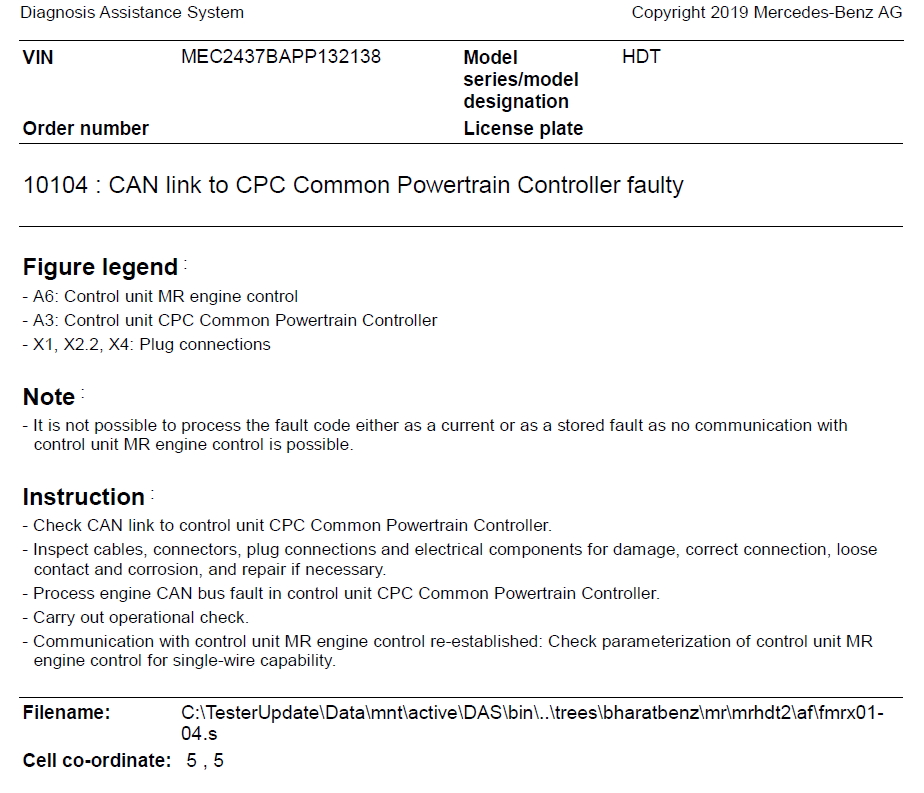 Diagnosis Assistance System Copyright 2019 Mercedes-Benz AG
VIN MEC2437BAPP132138 Model series/model designation HDT
Order number License plate
10104 : CAN link to CPC Common Powertrain Controller faulty
Figure legend :
- A6: Control unit MR engine control
- A3: Control unit CPC Common Powertrain Controller
- X1, X2.2, X4: Plug connections
Note :
- It is not possible to process the fault code either as a current or as a stored fault as no communication with
control unit MR engine control is possible.
Instruction :
- Check CAN link to control unit CPC Common Powertrain Controller.
- Inspect cables, connectors, plug connections and electrical components for damage, correct connection, loose
contact and corrosion, and repair if necessary.
- Process engine CAN bus fault in control unit CPC Common Powertrain Controller.
- Carry out operational check.
- Communication with control unit MR engine control re-established: Check parameterization of control unit MR
engine control for single-wire capability.
Filename: C:\TesterUpdate\Data\mnt\active\DAS\bin\..\trees\bharatbenz\mr\mrhdt2\af\fmrx01-
04.s
Cell co-ordinate: 5 , 5